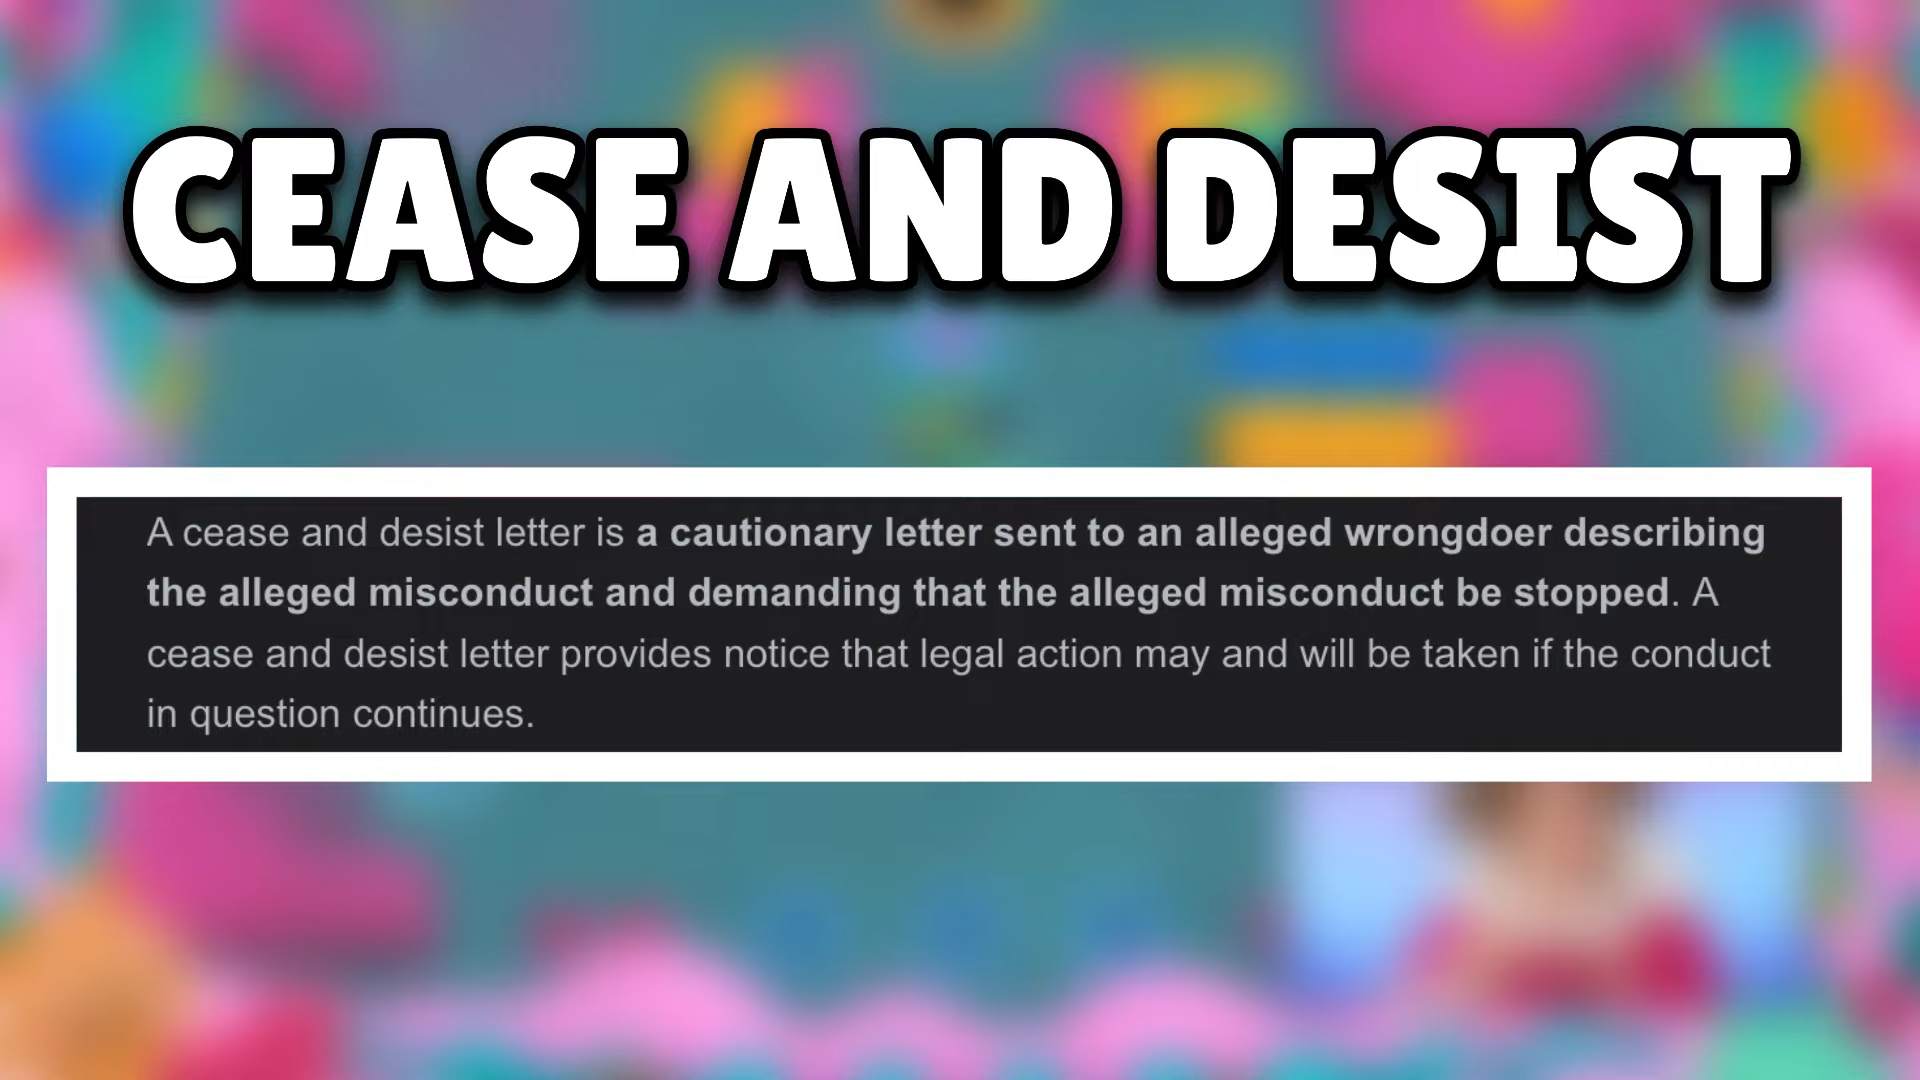 CEASE AND DESIST
A cease and desist letter is a cautionary letter sent to an alleged wrongdoer describing
the alleged misconduct and demanding that the alleged misconduct be stopped. A
cease and desist letter provides notice that legal action may and will be taken if the conduct
in question continues.